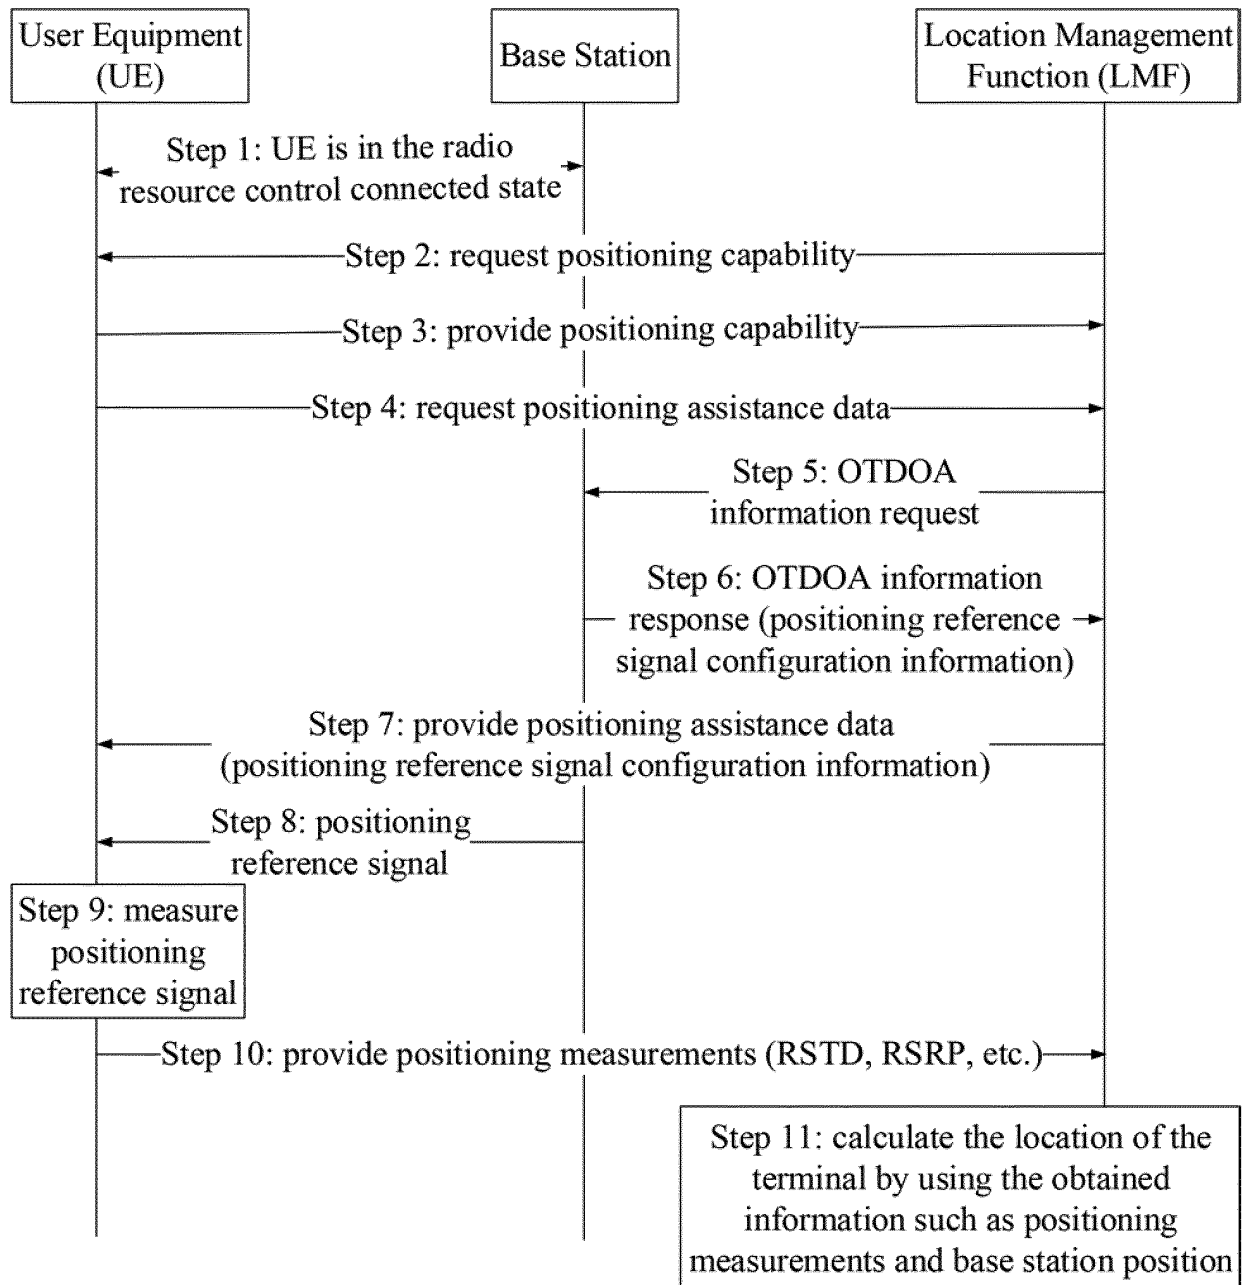 User Equipment
(UE)
Base Station
Location Management
Function (LMF)
Step 1: UE is in the radio
resource control connected state
Step 2: request positioning capability
Step 3: provide positioning capability
Step 4: request positioning assistance data
Step 5: OTDOA
information request
Step 6: OTDOA information
response (positioning reference
signal configuration information)
Step 7: provide positioning assistance data
(positioning reference signal configuration information)
Step 8: positioning
reference signal
Step 9: measure
positioning
reference signal
Step 10: provide positioning measurements (RSTD, RSRP, etc.)
Step 11: calculate the location of the
terminal by using the obtained
information such as positioning
measurements and base station position